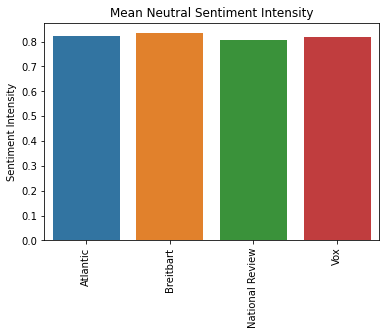 Mean Neutral Sentiment Intensity
Sentiment Intensity
0.8
0.7
0.6
0.5
0.4
0.3
0.2
0.1
0.0
Atlantic
Breitbart
National Review
Vox